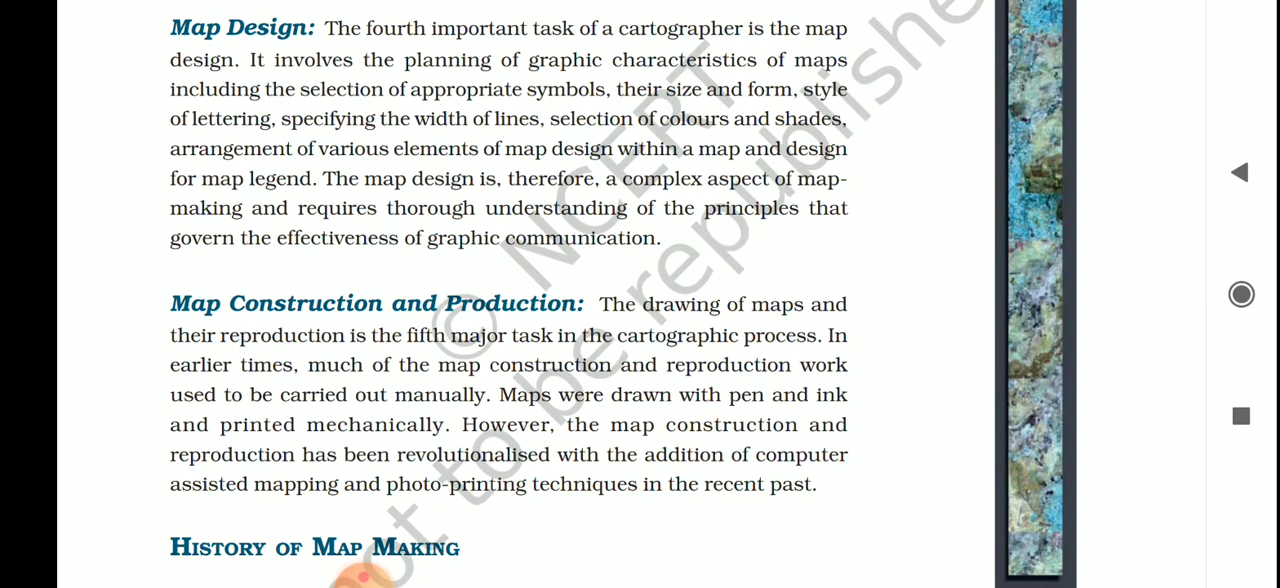 Map Design: The fourth important task of a cartographer is the map
design. It involves the planning of graphic characteristics of maps
including the selection of appropriate symbols, their size and form, style
of lettering, specifying the width of lines, selection of colours and shades,
arrangement of various elements of map design within a map and design
for map legend. The map design is, therefore, a complex aspect of map-
making and requires thorough understanding of the principles that
govern the effectiveness of graphic communication.
Map Construction and Production: The drawing of maps and
their reproduction is the fifth major task in the cartographic process. In
earlier times, much of the map construction and reproduction work
used to be carried out manually. Maps were drawn with pen and ink
and printed mechanically. However, the map construction and
reproduction has been revolutionalised with the addition of computer
assisted mapping and photo-printing techniques in the recent past.
HISTORY OF MAP MAKING
© NCERT
not to be republishe